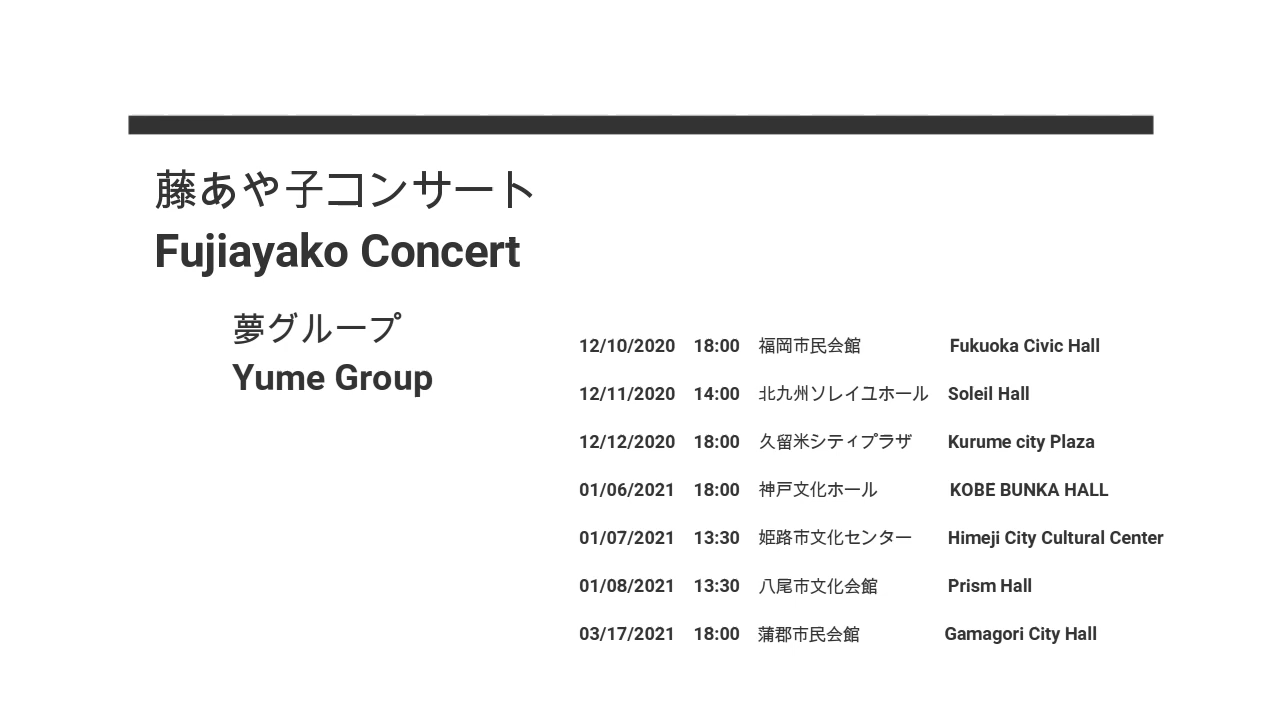 藤あや子コンサート
Fujiayako Concert
夢グループ
Yume Group
12/10/2020 18:00 福岡市民会館 Fukuoka Civic Hall
12/11/2020 14:00 北九州ソレイユホール Soleil Hall
12/12/2020 18:00 久留米シティプラザ Kurume city Plaza
01/06/2021 18:00 神戸文化ホール KOBE BUNKA HALL
01/07/2021 13:30 姫路市文化センター Himeji City Cultural Center
01/08/2021 13:30 八尾市文化会館 Prism Hall
03/17/2021 18:00 蒲郡市民会館 Gamagori City Hall